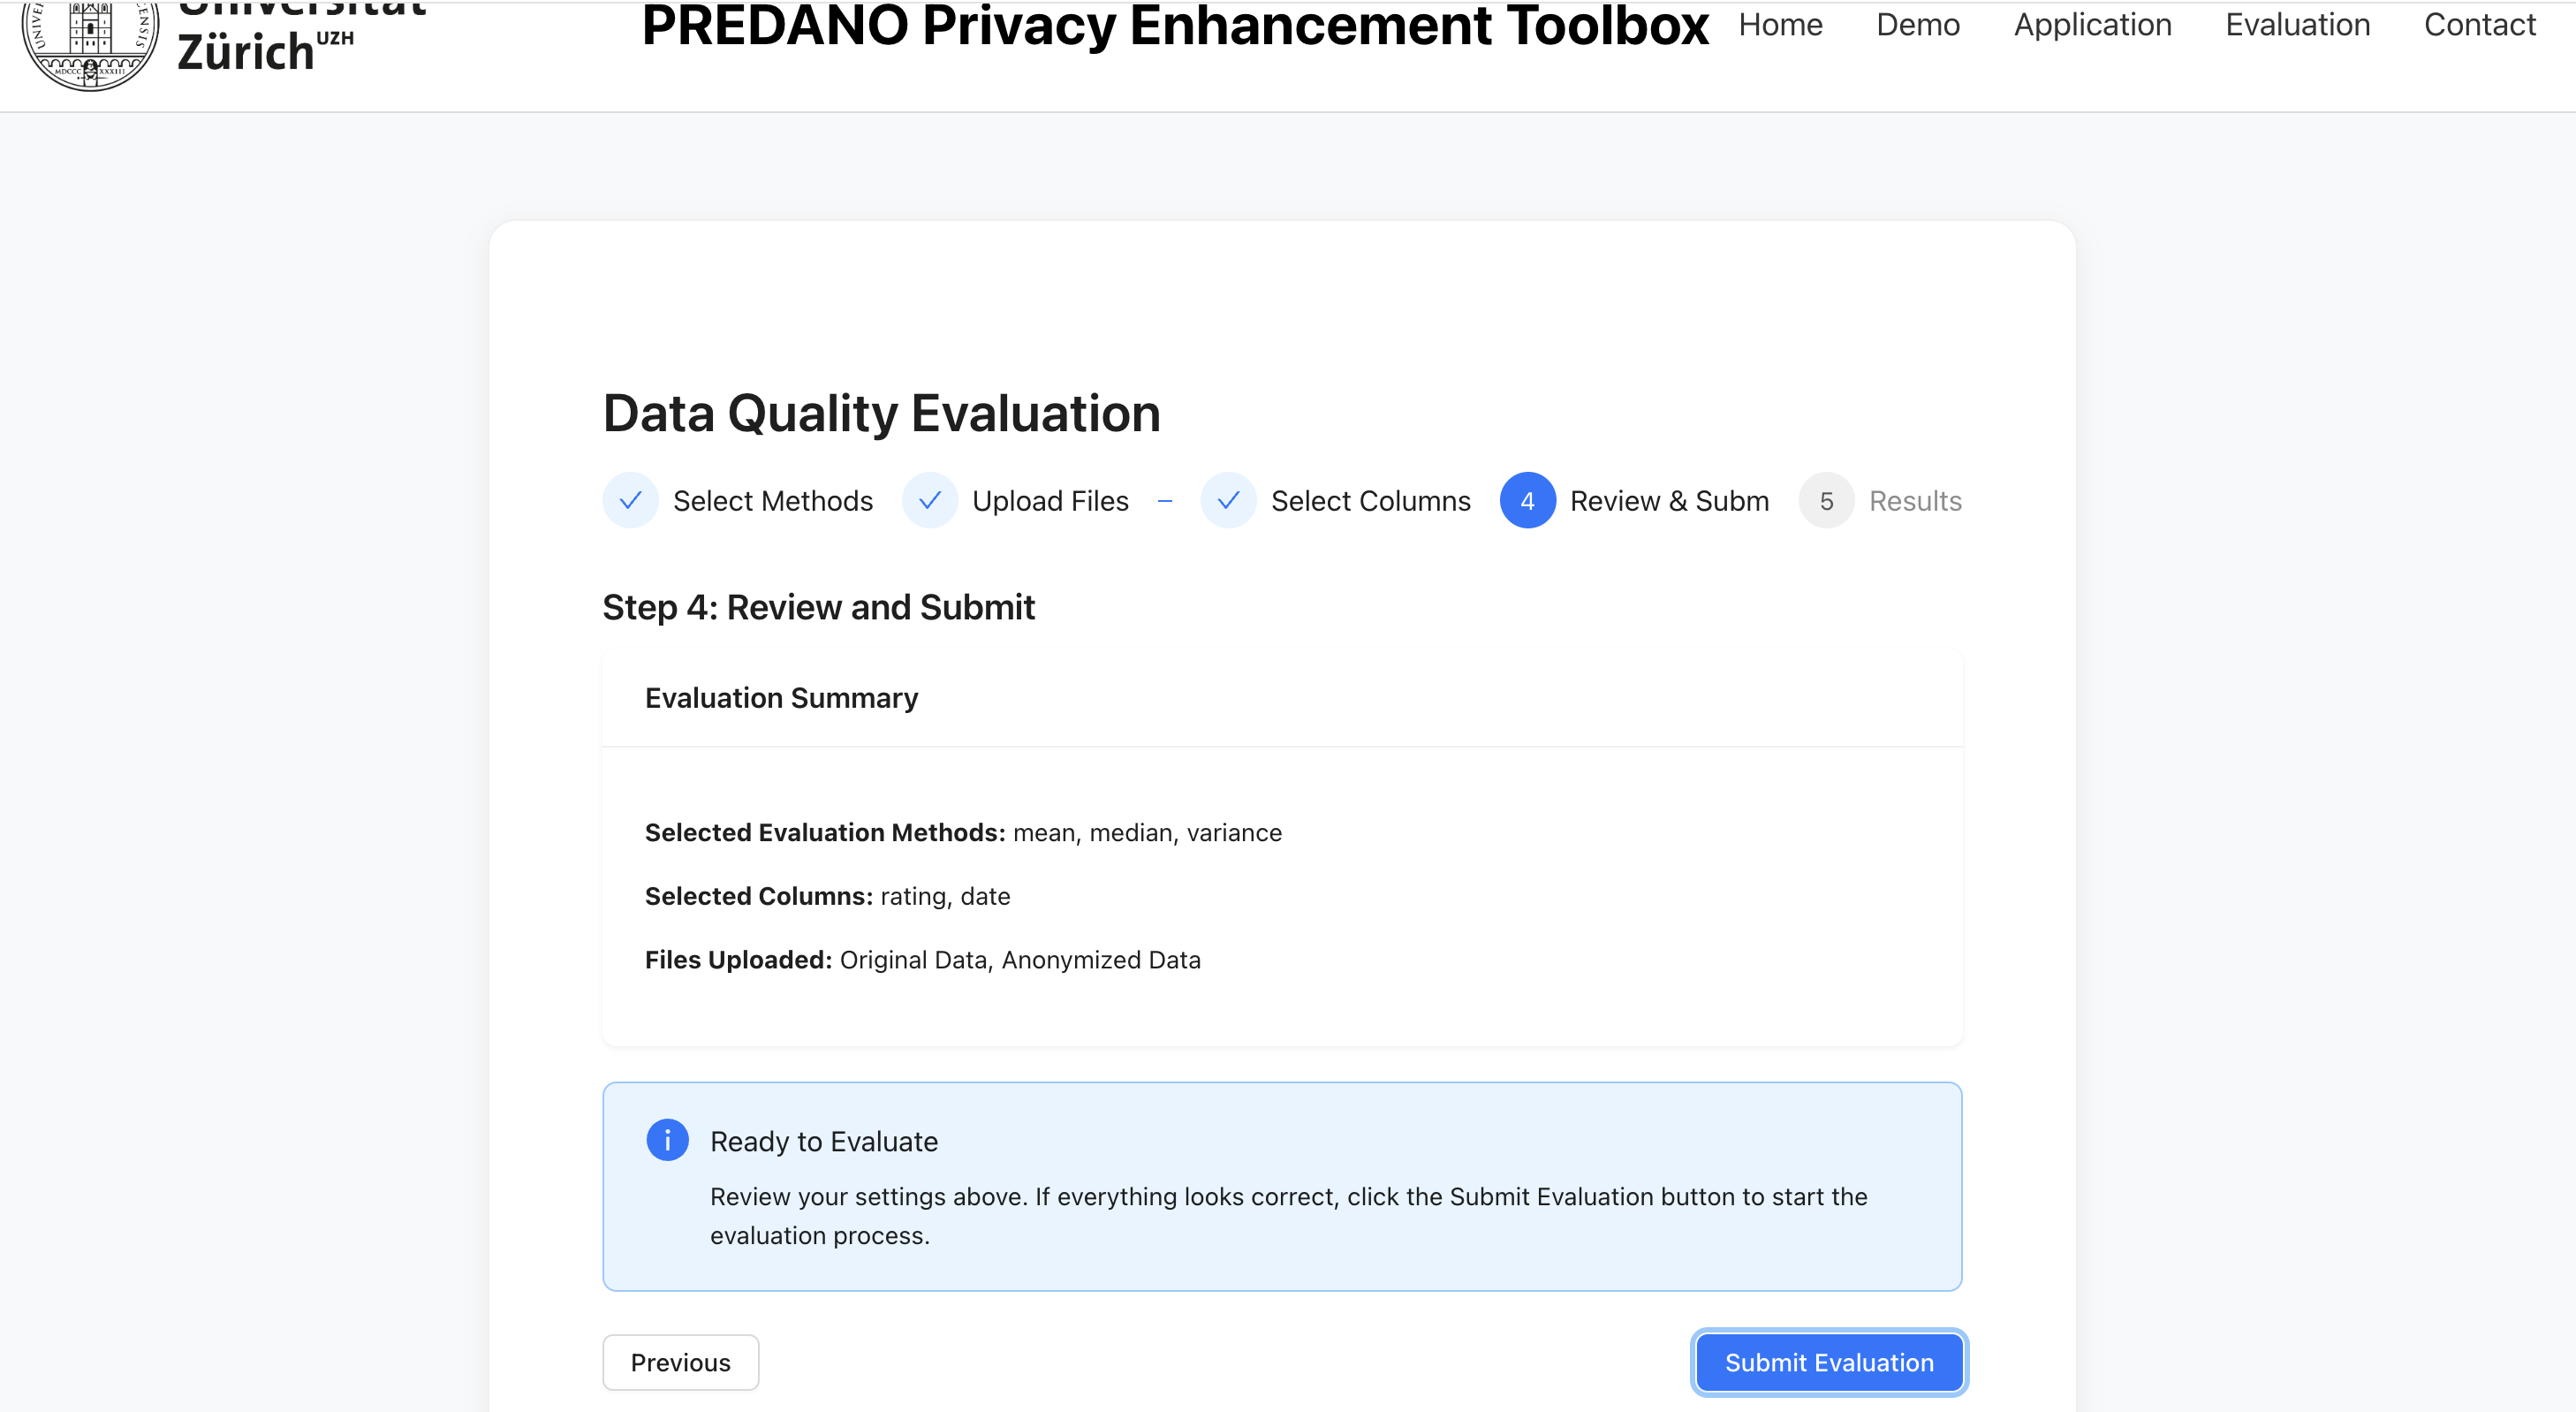 Universität
Zürich UZH
PREDANO Privacy Enhancement Toolbox
Home
Demo
Application
Evaluation
Contact
MDCCC XXXIII
Data Quality Evaluation
Select Methods
Upload Files
Select Columns
4 Review & Subm
5 Results
Step 4: Review and Submit
Evaluation Summary
Selected Evaluation Methods: mean, median, variance
Selected Columns: rating, date
Files Uploaded: Original Data, Anonymized Data
Ready to Evaluate
Review your settings above. If everything looks correct, click the Submit Evaluation button to start the
evaluation process.
Previous
Submit Evaluation